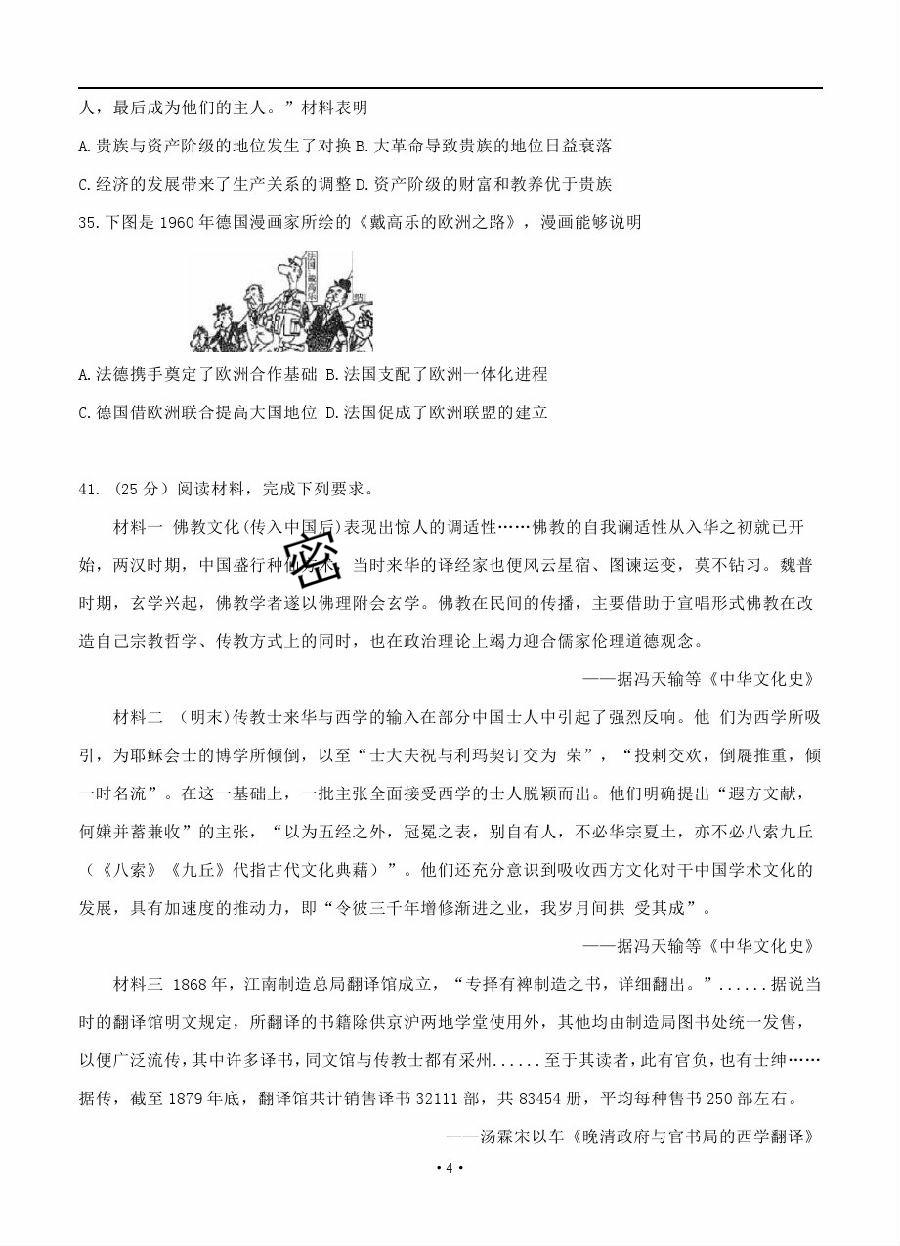 人，最后成为他们的主人。”材料表明
A.贵族与资产阶级的地位发生了对换 B.大革命导致贵族的地位日益衰落
C.经济的发展带来了生产关系的调整 D.资产阶级的财富和教养优于贵族
35.下图是1960年德国漫画家所绘的《戴高乐的欧洲之路》，漫画能够说明
法国 戴高乐
A.法德携手奠定了欧洲合作基础 B.法国支配了欧洲一体化进程
C.德国借欧洲联合提高大国地位 D.法国促成了欧洲联盟的建立
41.（25分）阅读材料，完成下列要求。
材料一 佛教文化(传入中国后)表现出惊人的调适性……佛教的自我谰适性从入华之初就已开
始，两汉时期，中国盏行种仙方术，当时来华的译经家也便风云星宿、图谏运变，莫不钻习。魏普
时期，玄学兴起，佛教学者遂以佛理附会玄学。佛教在民间的传播，主要借助于宣唱形式佛教在改
造自己宗教哲学、传教方式上的同时，也在政治理论上竭力迎合儒家伦理道德观念。
——据冯天输等《中华文化史》
材料二 （明末)传教士来华与西学的输入在部分中国士人中引起了强烈反响。他 们为西学所吸
引，为耶稣会士的博学所倾倒，以至“士大夫祝与利玛契订交为 荣”，“投剌交欢，倒屣推重，倾
一时名流”。在这一基础上，一批主张全面接受西学的士人脱颖而出。他们明确提出“遐方文献，
何嫌并蓄兼收”的主张，“以为五经之外，冠冕之表，别自有人，不必华宗夏土，亦不必八索九丘
（《八索》《九丘》代指古代文化典藉）”。他们还充分意识到吸收西方文化对干中国学术文化的
发展，具有加速度的推动力，即“令彼三千年增修渐进之业，我岁月间拱 受其成”。
——据冯天输等《中华文化史》
材料三 1868年，江南制造总局翻译馆成立，“专择有裨制造之书，详细翻出。”......据说当
时的翻译馆明文规定，所翻译的书籍除供京沪两地学堂使用外，其他均由制造局图书处统一发售，
以便广泛流传，其中许多译书，同文馆与传教士都有采州......至于其读者，此有官负，也有士绅……
据传，截至1879年底，翻译馆共计销售译书32111部，共83454册，平均每种售书250部左右。
——汤霖宋以车《晚清政府与官书局的西学翻译》
密
·4·